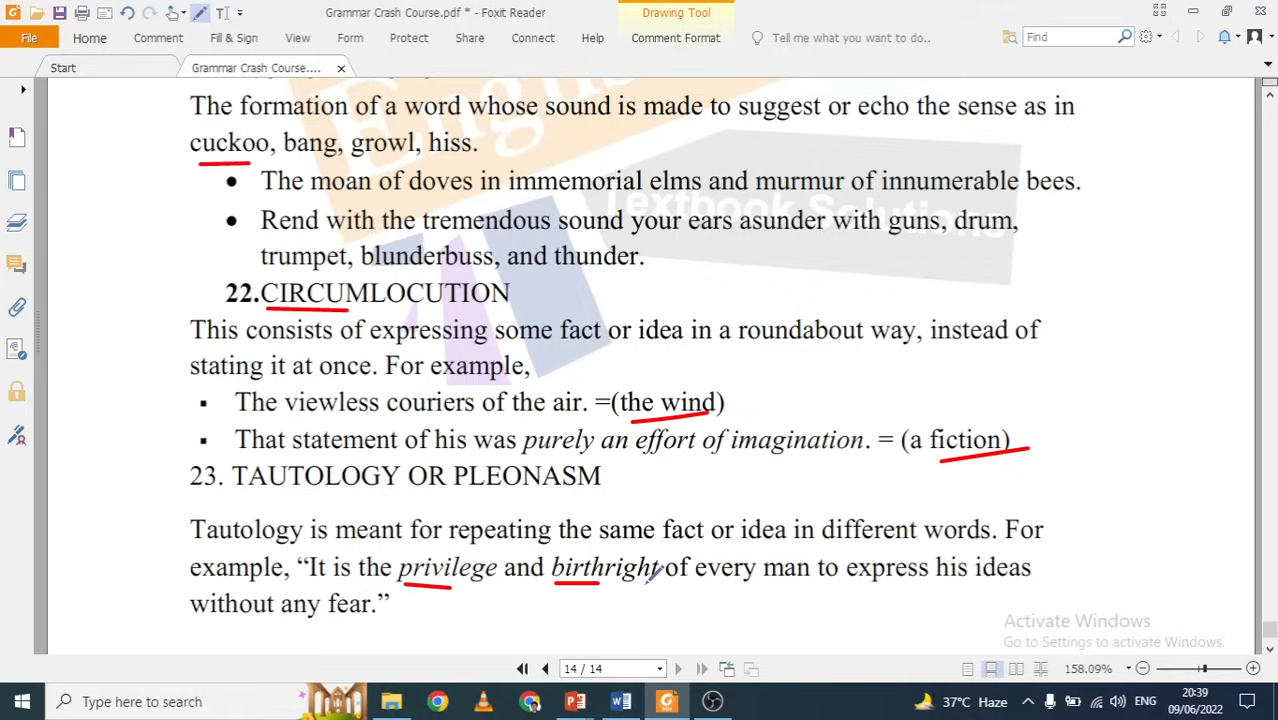 Grammar Crash Course.pdf * - Foxit Reader
Drawing Tool
File
Home
Comment
Fill & Sign
View
Form
Protect
Share
Connect
Help
Comment Format
Tell me what you want to do..
Find
Start
Grammar Crash Course....
The formation of a word whose sound is made to suggest or echo the sense as in
cuckoo, bang, growl, hiss.
• The moan of doves in immemorial elms and murmur of innumerable bees.
• Rend with the tremendous sound your ears asunder with guns, drum,
trumpet, blunderbuss, and thunder.
22.CIRCUMLOCUTION
This consists of expressing some fact or idea in a roundabout way, instead of
stating it at once. For example,
▪ The viewless couriers of the air. =(the wind)
▪ That statement of his was purely an effort of imagination. = (a fiction)
23. TAUTOLOGY OR PLEONASM
Tautology is meant for repeating the same fact or idea in different words. For
example, “It is the privilege and birthright of every man to express his ideas
without any fear.”
Textbook Solutions
Activate Windows
Go to Settings to activate Windows.
14 / 14
158.09%
Type here to search
37°C Haze
ENG
20:39
09/06/2022